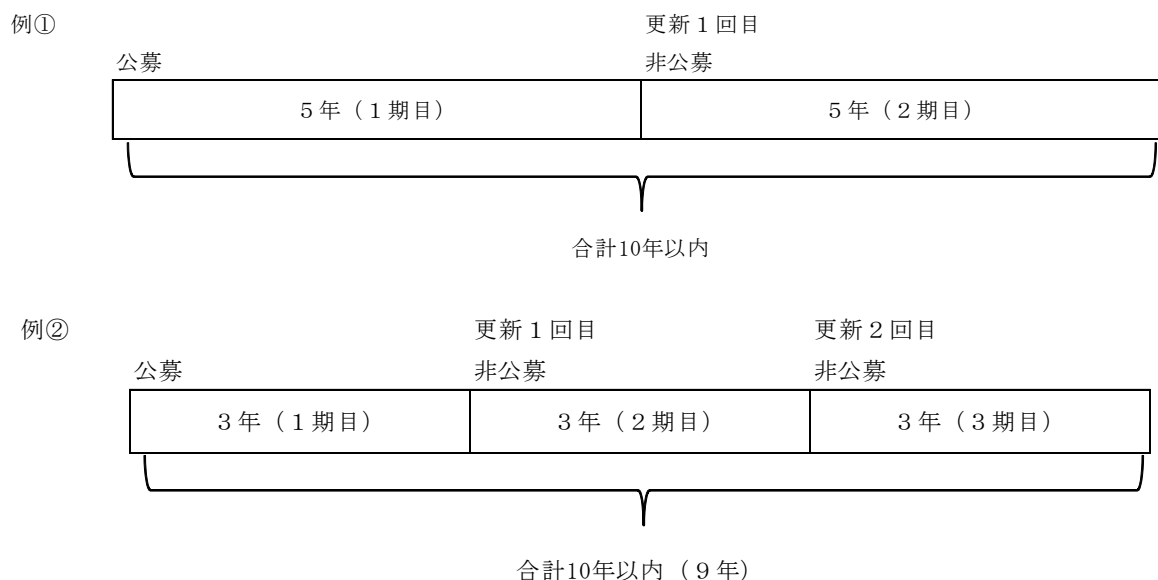 例①
更新１回目
公募
非公募
５年（１期目）
５年（２期目）
合計10年以内
例②
更新１回目
更新２回目
公募
非公募
非公募
３年（１期目）
３年（２期目）
３年（３期目）
合計10年以内（９年）